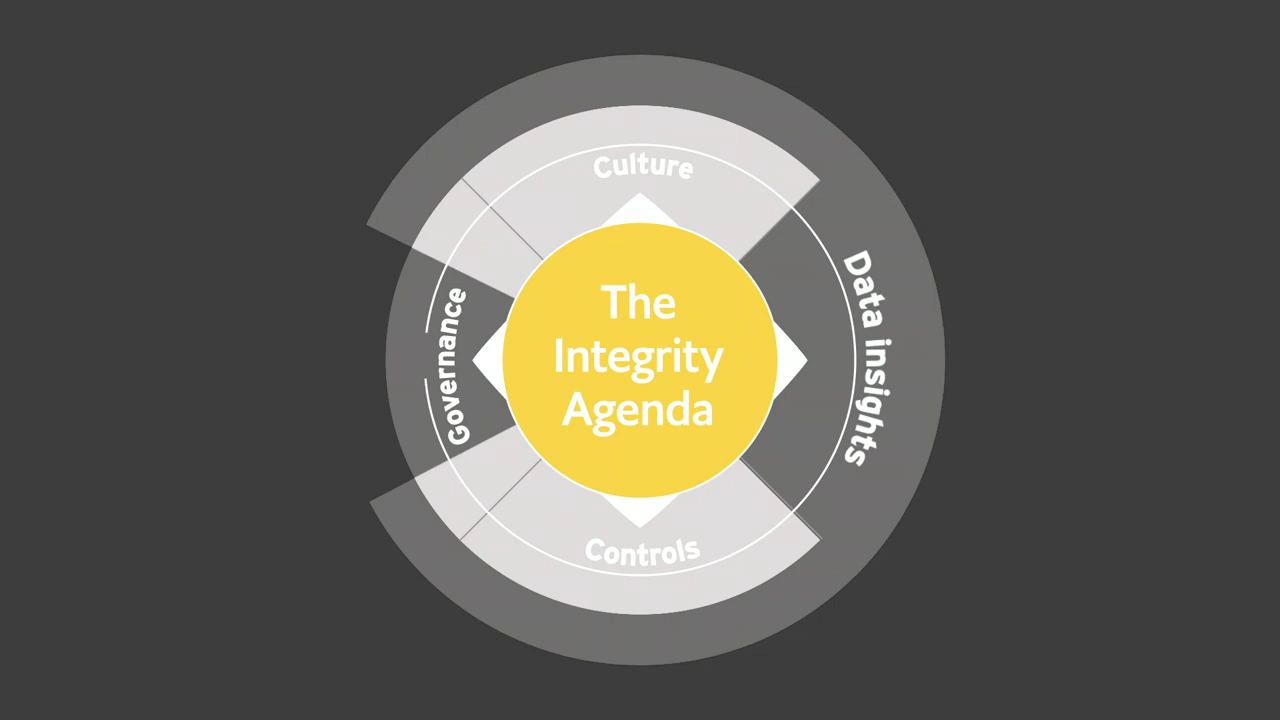 Culture
Data insights
The
Integrity
Agenda
Governance
Controls